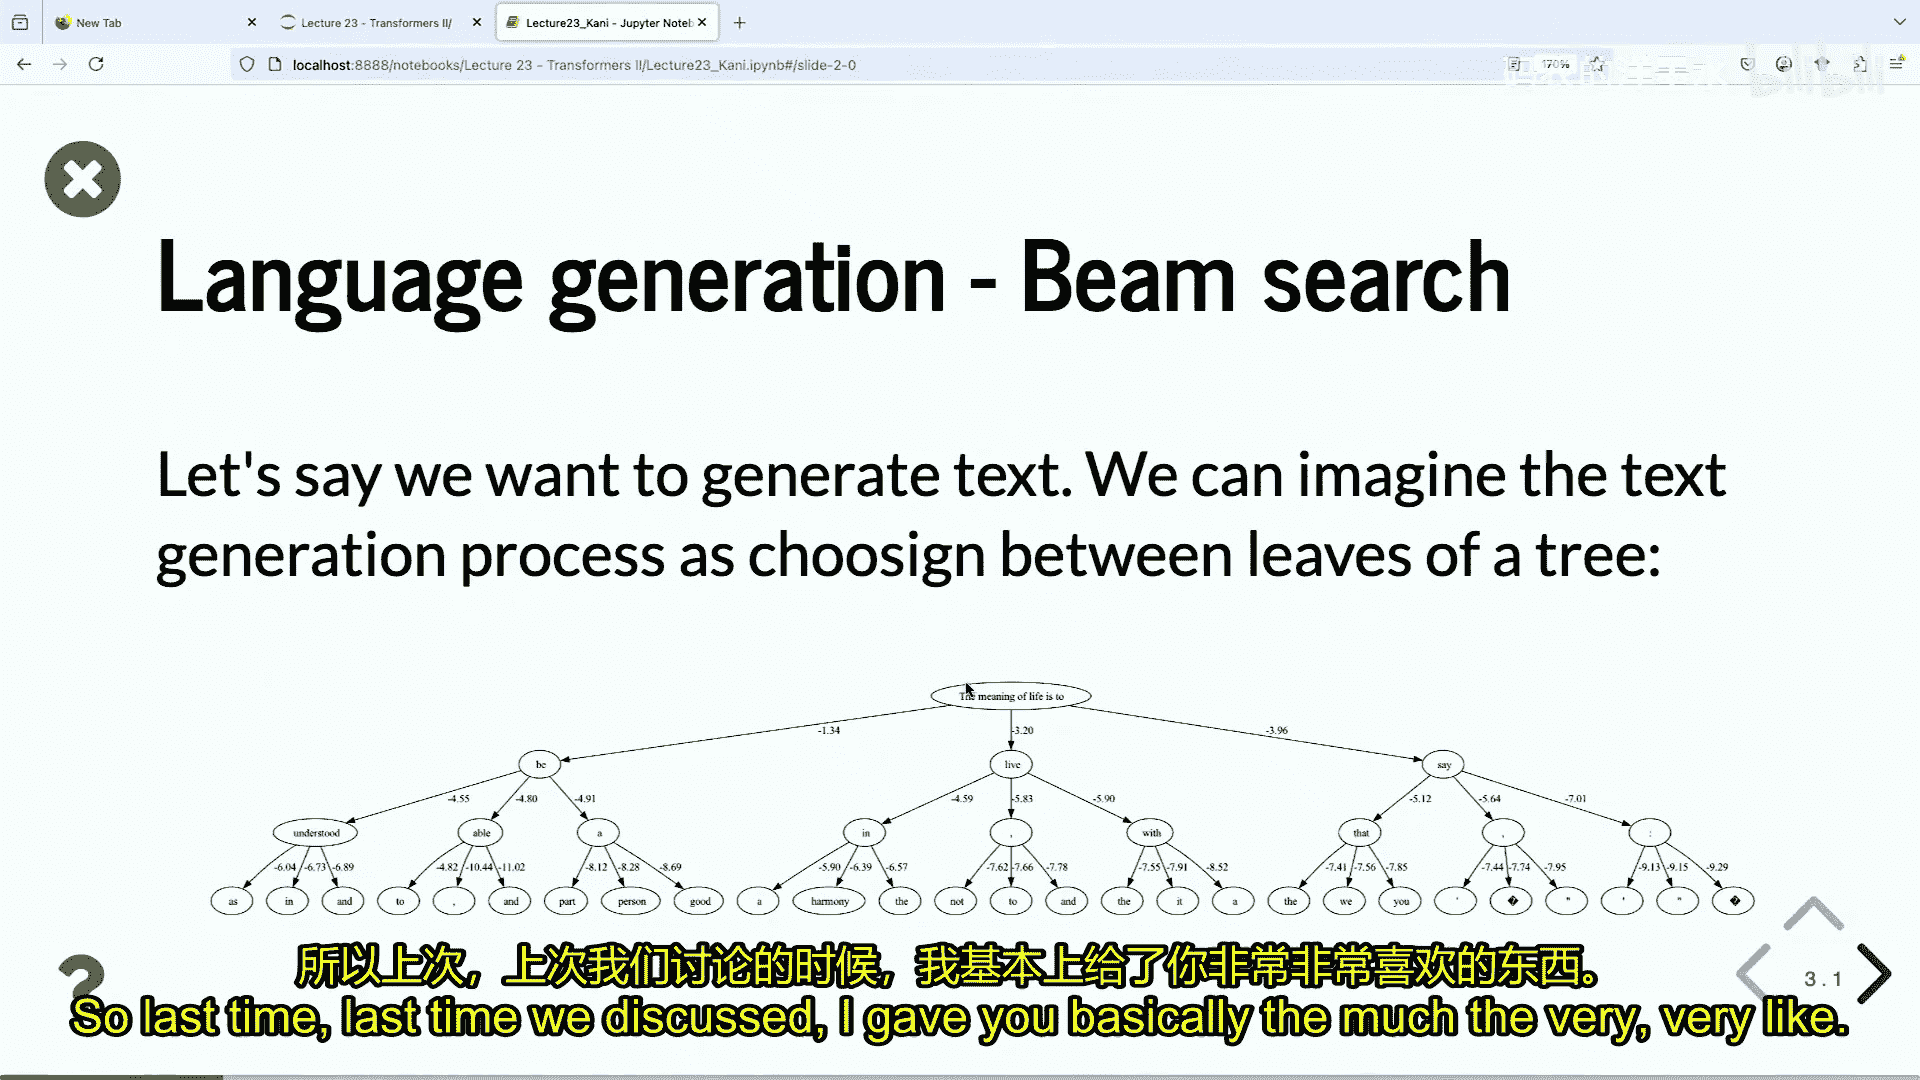 New Tab
Lecture 23 - Transformers II/
Lecture23_Kani - Jupyter Noteb
localhost:8888/notebooks/Lecture 23 - Transformers II/Lecture23_Kani.ipynb#/slide-2-0
170%
Language generation - Beam search
Let's say we want to generate text. We can imagine the text
generation process as choosign between leaves of a tree:
The meaning of life is to
-1.34 -3.20 -3.96
be live say
-4.55 -4.80 -4.91 -4.59 -5.83 -5.90 -5.12 -5.64 -7.01
understood able a in , with that , :
-6.04 -6.73 -6.89 -4.82 -10.44 -11.02 -8.12 -8.28 -8.69 -5.90 -6.39 -6.57 -7.62 -7.66 -7.78 -7.55 -7.91 -8.52 -7.41 -7.56 -7.85 -7.44 -7.74 -7.95 -9.13 -9.15 -9.29
as in and to , and part person good a harmony the not to and the it a the we you ' � " ' " �
所以上次，上次我们讨论的时候，我基本上给了你非常非常喜欢的东西。
?
3.1
So last time, last time we discussed, I gave you basically the much the very, very like.